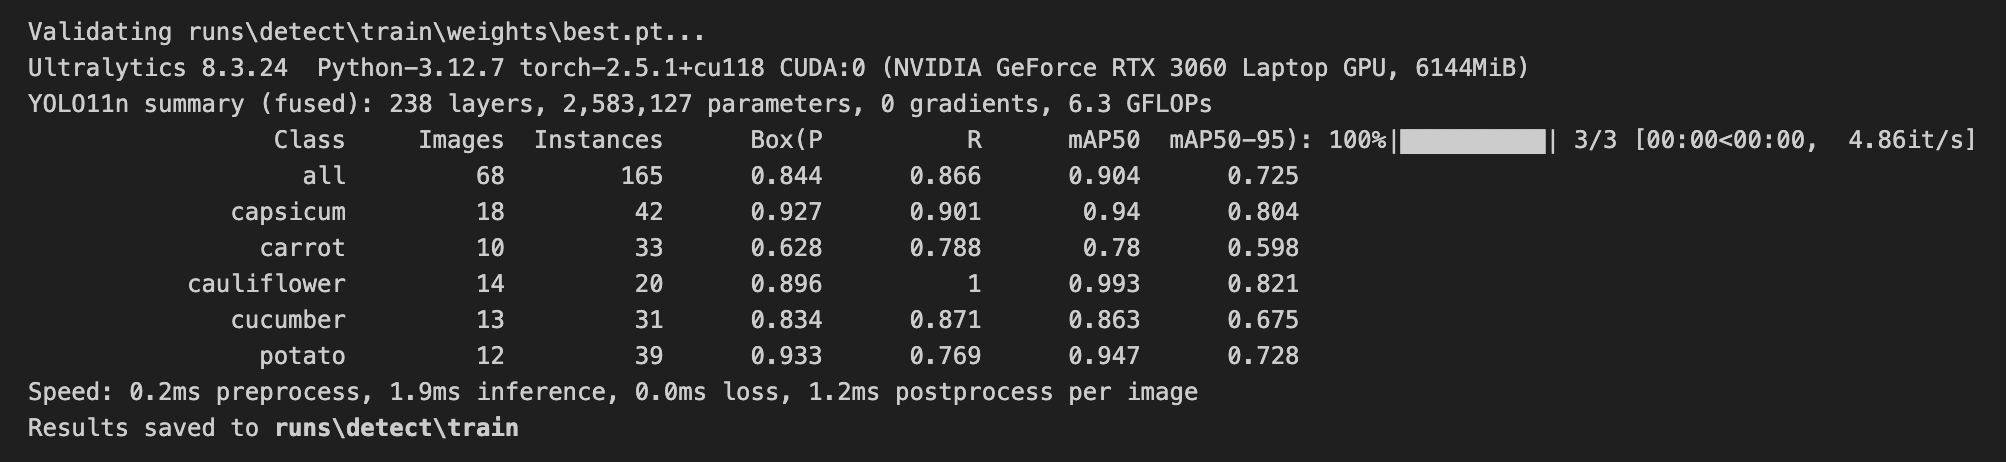 Validating runs\detect\train\weights\best.pt...
Ultralytics 8.3.24  Python-3.12.7 torch-2.5.1+cu118 CUDA:0 (NVIDIA GeForce RTX 3060 Laptop GPU, 6144MiB)
YOLO11n summary (fused): 238 layers, 2,583,127 parameters, 0 gradients, 6.3 GFLOPs
Class     Images  Instances      Box(P          R      mAP50  mAP50-95): 100%|██████████| 3/3 [00:00<00:00,  4.86it/s]
all         68        165      0.844      0.866      0.904      0.725
capsicum         18         42      0.927      0.901       0.94      0.804
carrot         10         33      0.628      0.788       0.78      0.598
cauliflower         14         20      0.896          1      0.993      0.821
cucumber         13         31      0.834      0.871      0.863      0.675
potato         12         39      0.933      0.769      0.947      0.728
Speed: 0.2ms preprocess, 1.9ms inference, 0.0ms loss, 1.2ms postprocess per image
Results saved to runs\detect\train